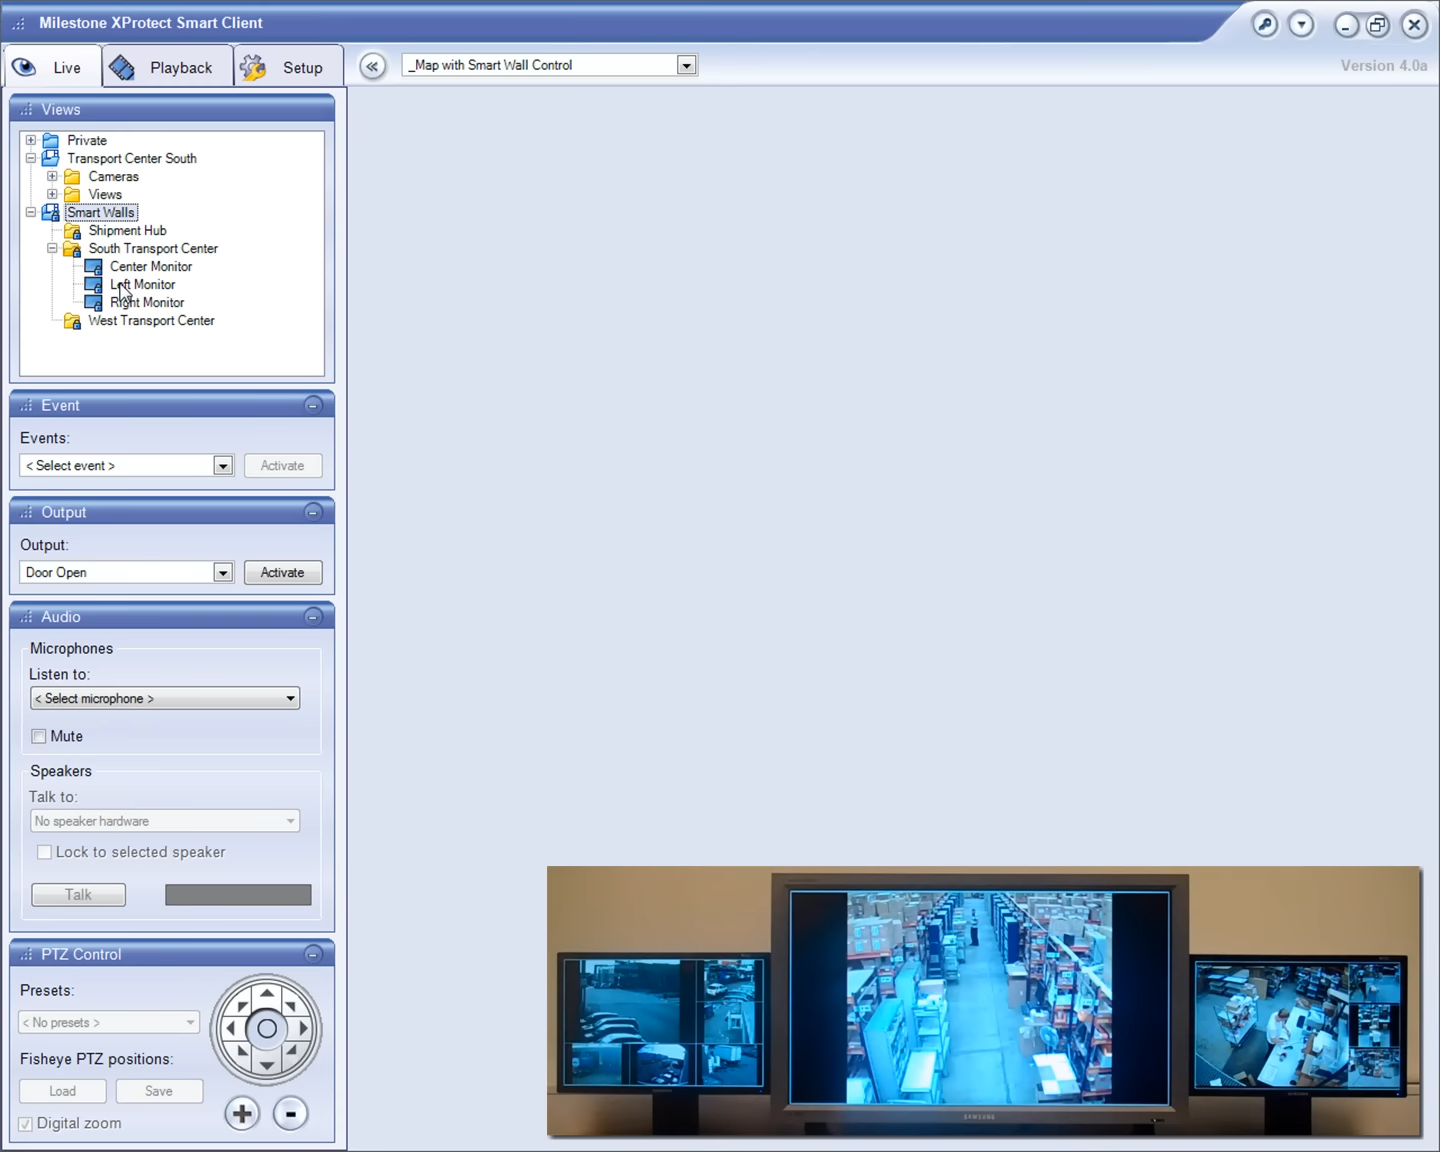 Milestone XProtect Smart Client
Live
Playback
Setup
_Map with Smart Wall Control
Version 4.0a
Views
Private
Transport Center South
Cameras
Views
Smart Walls
Shipment Hub
South Transport Center
Center Monitor
Left Monitor
Right Monitor
West Transport Center
Event
Events:
< Select event >
Activate
Output
Output:
Door Open
Activate
Audio
Microphones
Listen to:
< Select microphone >
Mute
Speakers
Talk to:
No speaker hardware
Lock to selected speaker
Talk
PTZ Control
Presets:
< No presets >
Fisheye PTZ positions:
Load
Save
Digital zoom
SAMSUNG